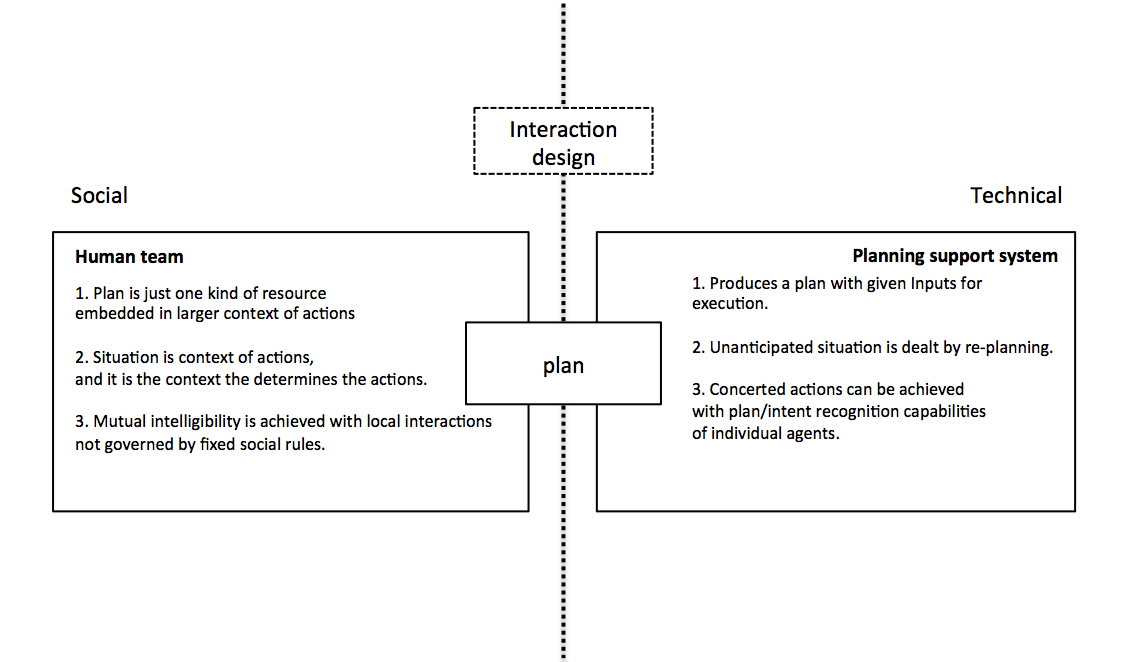 Interaction
design
Social
Technical
Human team
1. Plan is just one kind of resource
embedded in larger context of actions
2. Situation is context of actions,
and it is the context the determines the actions.
3. Mutual intelligibility is achieved with local interactions
not governed by fixed social rules.
plan
Planning support system
1. Produces a plan with given Inputs for
execution.
2. Unanticipated situation is dealt by re-planning.
3. Concerted actions can be achieved
with plan/intent recognition capabilities
of individual agents.